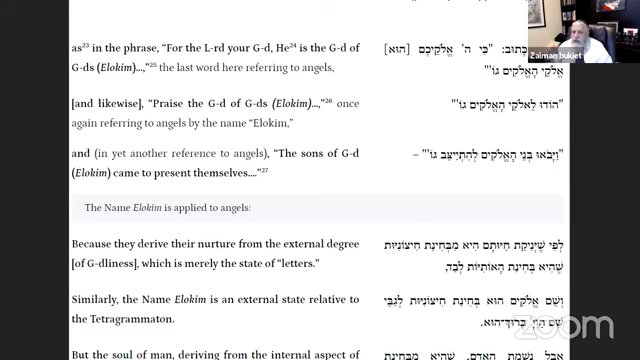 as²³ in the phrase, “For the L-rd your G-d, He²⁴ is the G-d of
G-ds (Elokim)...,”²⁵ the last word here referring to angels,
כָּתוּב: "כִּי ה' אֱלֹקֵיכֶם [הוּא]
אֱלֹקֵי הָאֱלֹקִים גו'"
Zalman bukiet
[and likewise], “Praise the G-d of G-ds (Elokim)...,”²⁶ once
again referring to angels by the name “Elokim,”
"הוֹדוּ לֵאלֹקֵי הָאֱלֹקִים גו'"
and (in yet another reference to angels), “The sons of G-d
(Elokim) came to present themselves....”²⁷
"וַיָּבֹאוּ בְּנֵי הָאֱלֹקִים לְהִתְיַיצֵּב גו'" –
The Name Elokim is applied to angels:
Because they derive their nurture from the external degree
[of G-dliness], which is merely the state of “letters.”
לְפִי שֶׁיְּנִיקַת חַיּוּתָם הִיא מִבְּחִינַת חִיצוֹנִיּוּת
שֶׁהִיא בְּחִינַת הָאוֹתִיּוֹת לְבַד,
Similarly, the Name Elokim is an external state relative to
the Tetragrammaton.
וְשֵׁם אֱלֹקִים הוּא בְּחִינַת חִיצוֹנִיּוּת לְגַבֵּי
שֵׁם הֲוָיָ' בָּרוּךְ-הוּא.
But the soul of man, deriving from the internal aspect of
אֲבָל נִשְׁמַת הָאָדָם, שֶׁהִיא מִבְּחִינַת
zoom